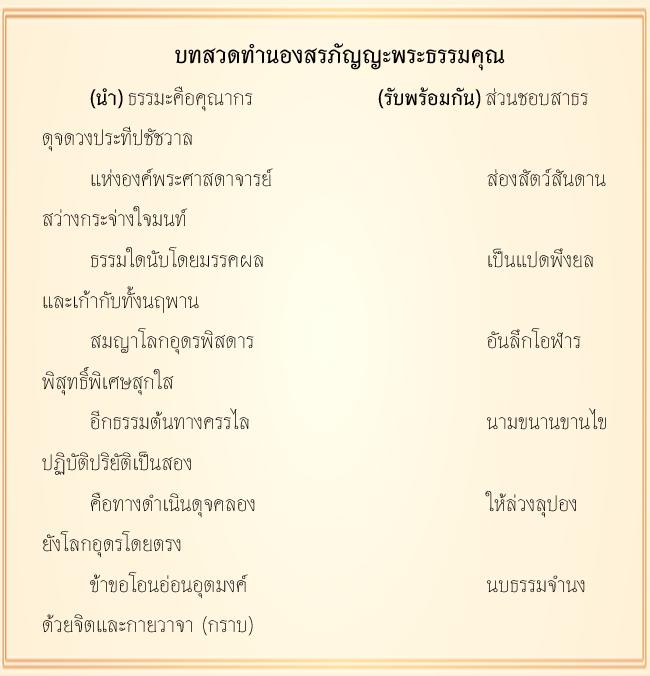 บทสวดทำนองสรภัญญะพระธรรมคุณ
(นำ) ธรรมะคือคุณากร (รับพร้อมกัน) ส่วนชอบสาธร
ดุจดวงประทีปชัชวาล
แห่งองค์พระศาสดาจารย์ ส่องสัตว์สันดาน
สว่างกระจ่างใจมนท์
ธรรมใดนับโดยมรรคผล เป็นแปดพึงยล
และเก้ากับทั้งนฤพาน
สมญาโลกอุดรพิสดาร อันลึกโอฬาร
พิสุทธิ์พิเศษสุกใส
อีกธรรมต้นทางครรไล นามขนานขานไข
ปฏิบัติปริยัติเป็นสอง
คือทางดำเนินดุจคลอง ให้ล่วงลุปอง
ยังโลกอุดรโดยตรง
ข้าขอโอนอ่อนอุตมงค์ นบธรรมจำนง
ด้วยจิตและกายวาจา (กราบ)